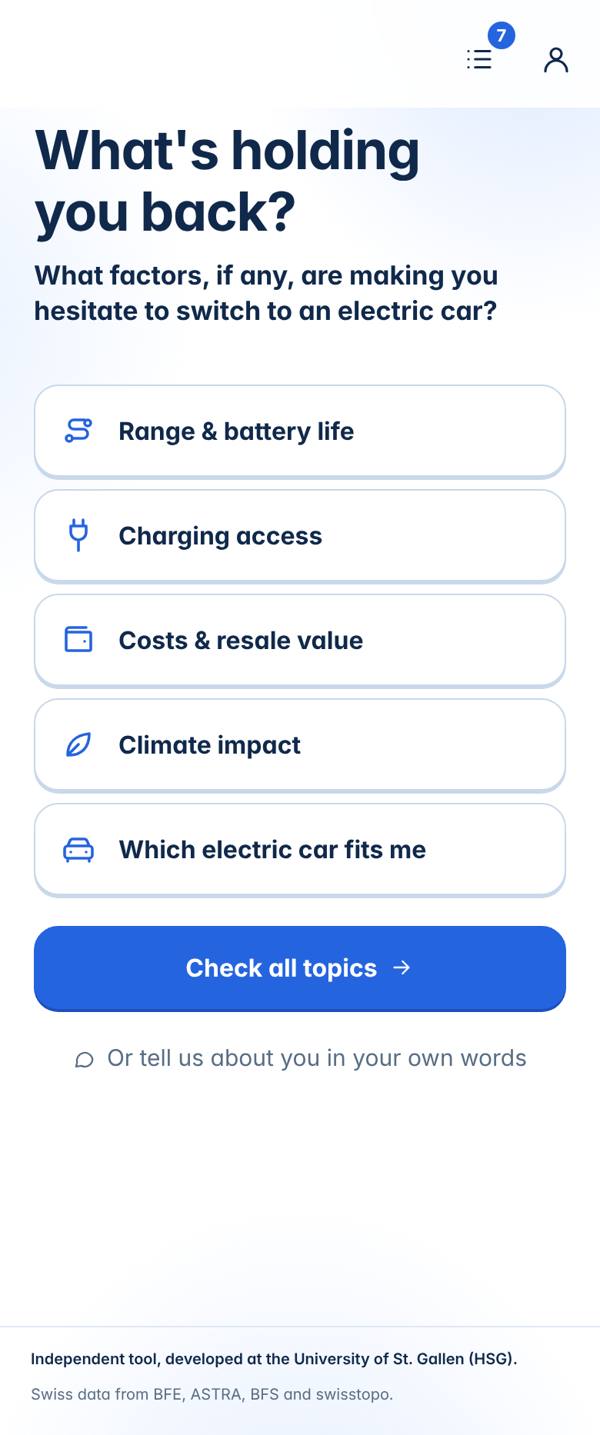 7
What's holding
you back?
What factors, if any, are making you
hesitate to switch to an electric car?
Range & battery life
Charging access
Costs & resale value
Climate impact
Which electric car fits me
Check all topics →
Or tell us about you in your own words
Independent tool, developed at the University of St. Gallen (HSG).
Swiss data from BFE, ASTRA, BFS and swisstopo.